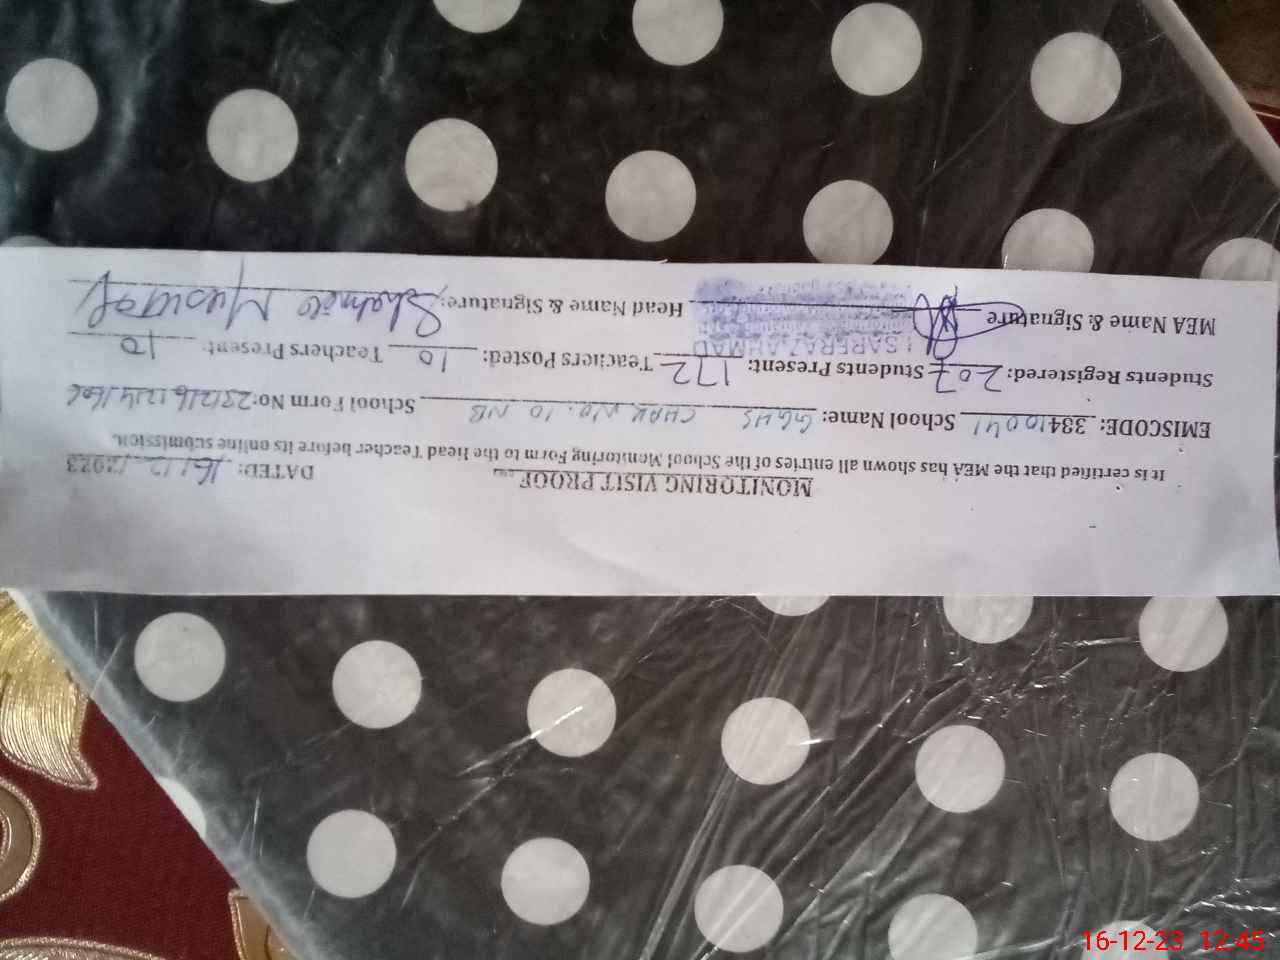 MONITORING VISIT PROOF
DATED: 16/12/2023
It is certified that the MEA has shown all entries of the School Monitoring Form to the Head Teacher before its online submission.
EMISCODE: 38410041 School Name: GGHS CHAK NO. 10 NB School Form No:
Students Registered: 207 Students Present: 172 Teachers Posted: 10 Teachers Present: 10
MEA Name & Signature SARFRAZ AHMAD Head Name & Signature: Mushtaq
16-12-23 12:45